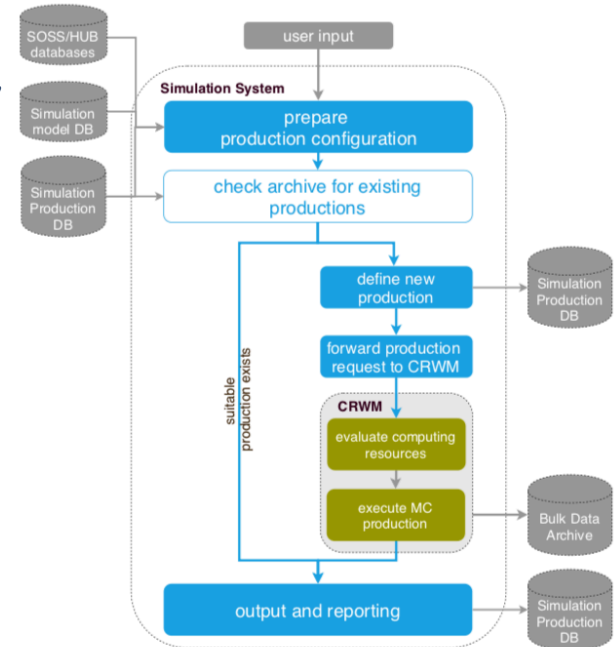 SOSS/HUB
databases
user input
Simulation System
Simulation
model DB
prepare
production configuration
Simulation
Production
DB
check archive for existing
productions
define new
production
Simulation
Production
DB
forward production
request to CRWM
suitable
production exists
CRWM
evaluate computing
resources
execute MC
production
Bulk Data
Archive
output and reporting
Simulation
Production
DB